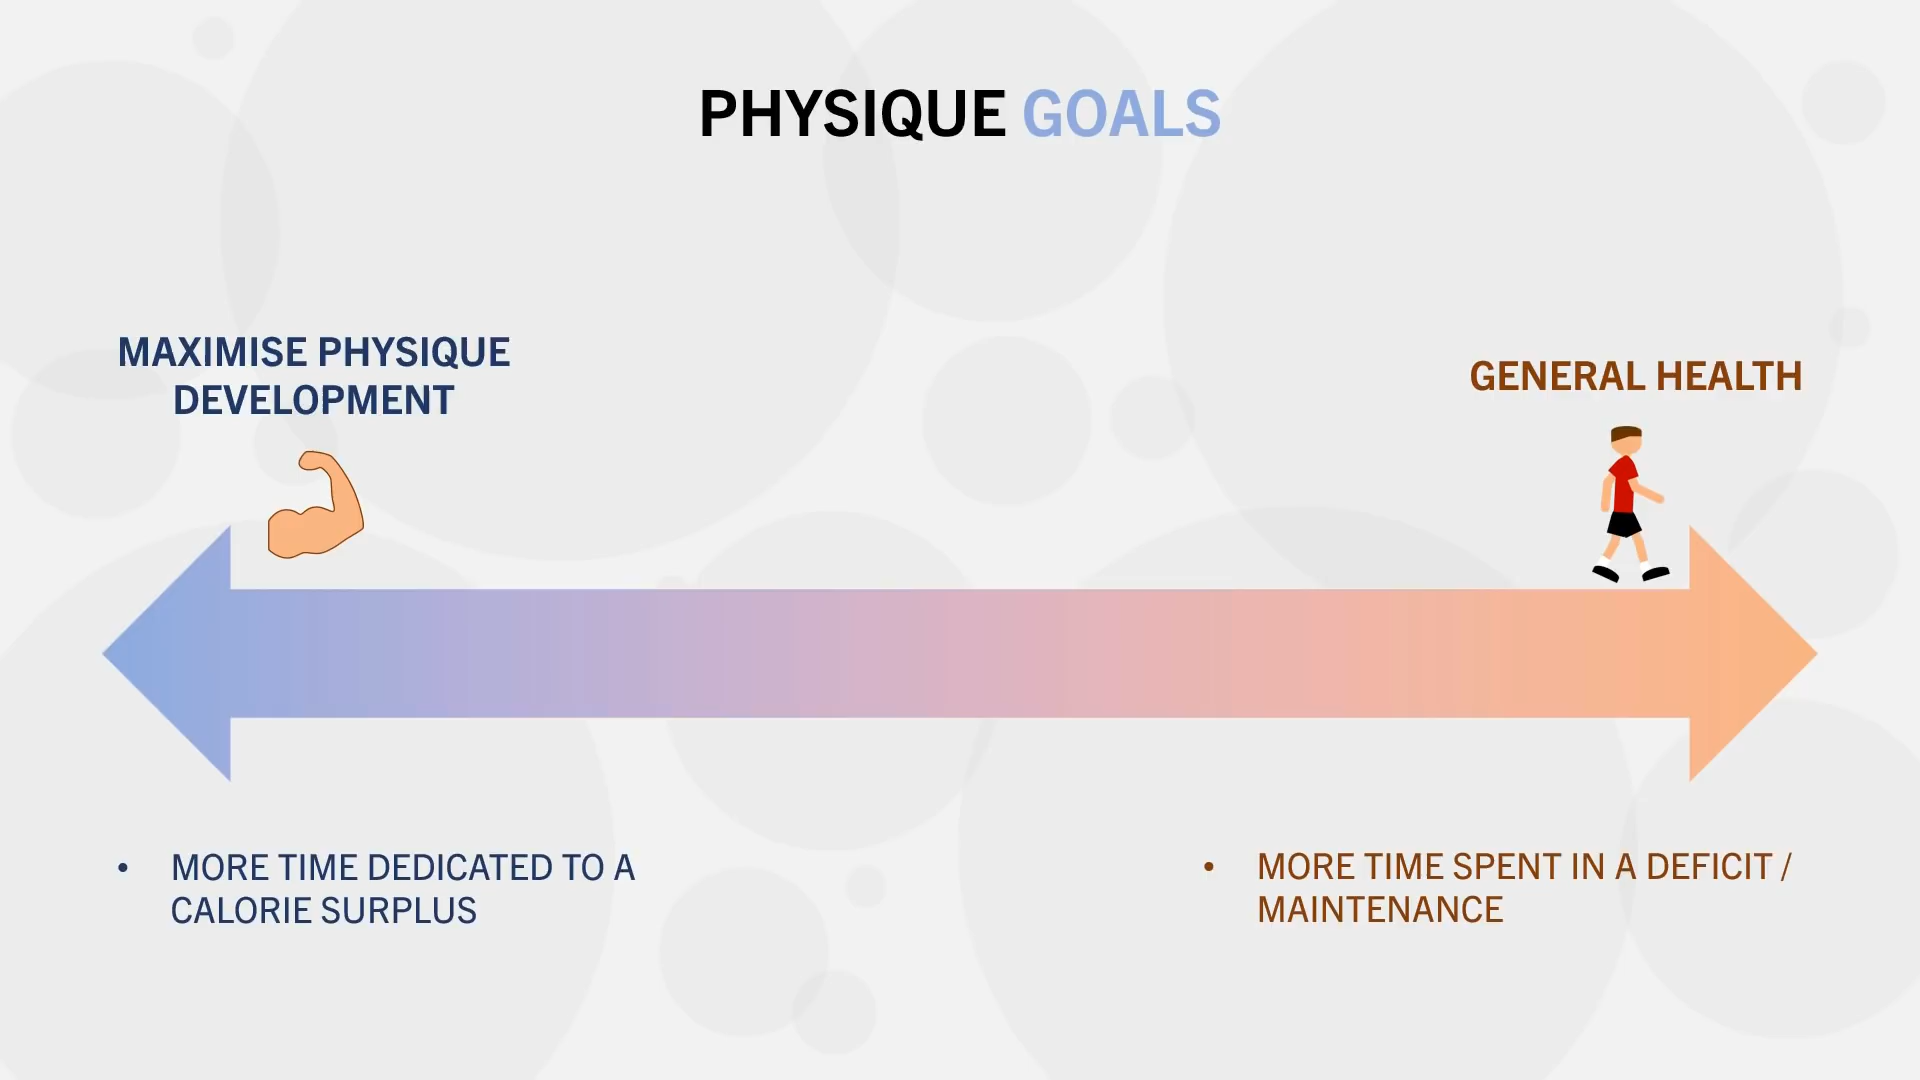 PHYSIQUE GOALS
MAXIMISE PHYSIQUE
DEVELOPMENT
GENERAL HEALTH
• MORE TIME DEDICATED TO A
CALORIE SURPLUS
• MORE TIME SPENT IN A DEFICIT /
MAINTENANCE